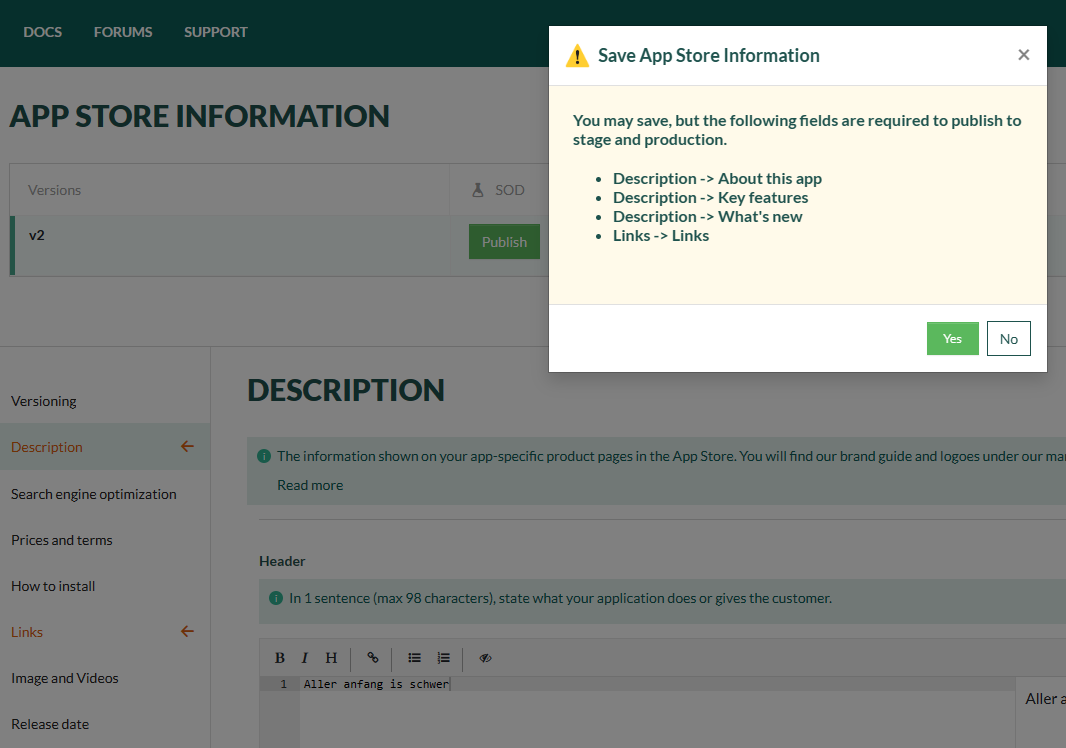 DOCS FORUMS SUPPORT
APP STORE INFORMATION
Versions SOD
v2 Publish
Save App Store Information ×
You may save, but the following fields are required to publish to
stage and production.
• Description -> About this app
• Description -> Key features
• Description -> What's new
• Links -> Links
Yes No
Versioning
Description
Search engine optimization
Prices and terms
How to install
Links
Image and Videos
Release date
DESCRIPTION
The information shown on your app-specific product pages in the App Store. You will find our brand guide and logoes under our
Read more
Header
In 1 sentence (max 98 characters), state what your application does or gives the customer.
B I H
1 Aller anfang is schwer
Aller